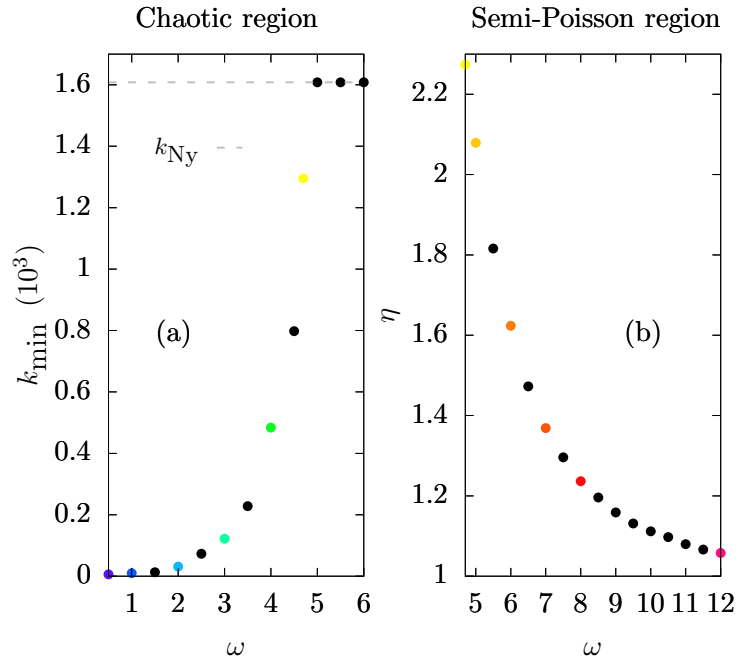 Chaotic region
Semi-Poisson region
k_min (10^3)
1.6
1.4
1.2
1
0.8
0.6
0.4
0.2
0
k_Ny
(a)
1 2 3 4 5 6
ω
η
2.2
2
1.8
1.6
1.4
1.2
1
(b)
5 6 7 8 9 10 11 12
ω